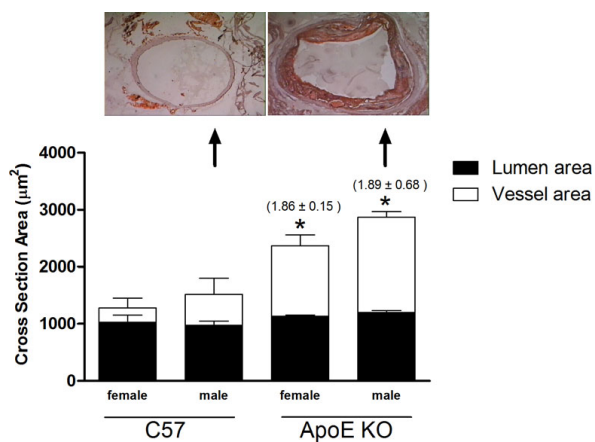 4000
3000
2000
1000
0
Cross Section Area (μm²)
Lumen area
Vessel area
(1.86 ± 0.15 )
*
(1.89 ± 0.68 )
*
female
male
female
male
C57
ApoE KO